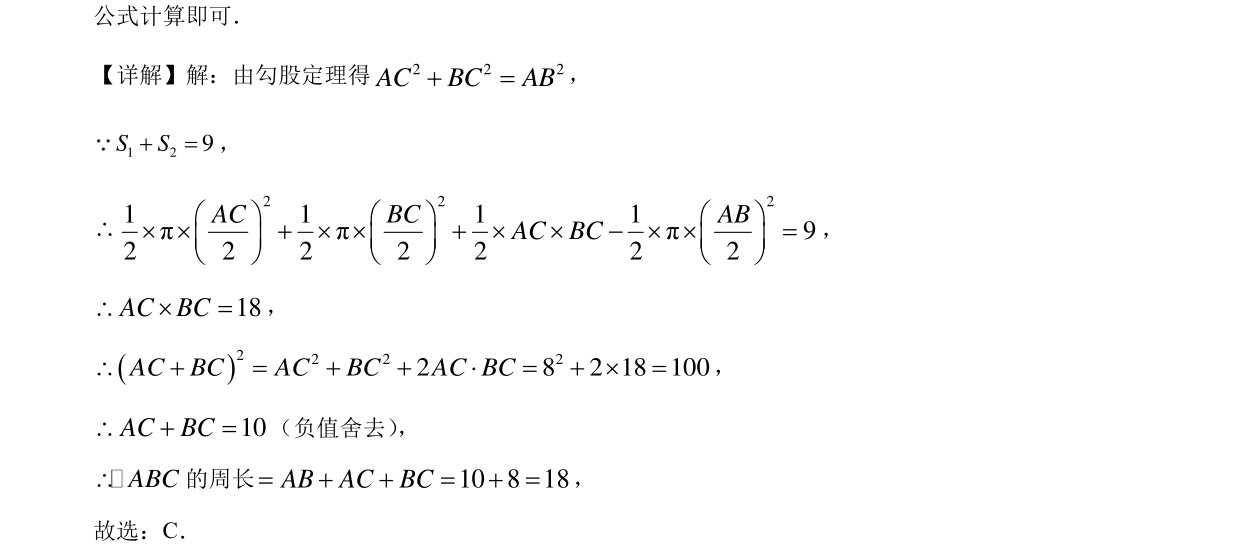 公式计算即可．
【详解】解：由勾股定理得 AC² + BC² = AB²，
∵ S₁ + S₂ = 9，
∴ 1/2 × π × (AC/2)² + 1/2 × π × (BC/2)² + 1/2 × AC × BC − 1/2 × π × (AB/2)² = 9，
∴ AC × BC = 18，
∴ (AC + BC)² = AC² + BC² + 2AC · BC = 8² + 2×18 = 100，
∴ AC + BC = 10（负值舍去），
∴□ABC 的周长 = AB + AC + BC = 10 + 8 = 18，
故选：C．